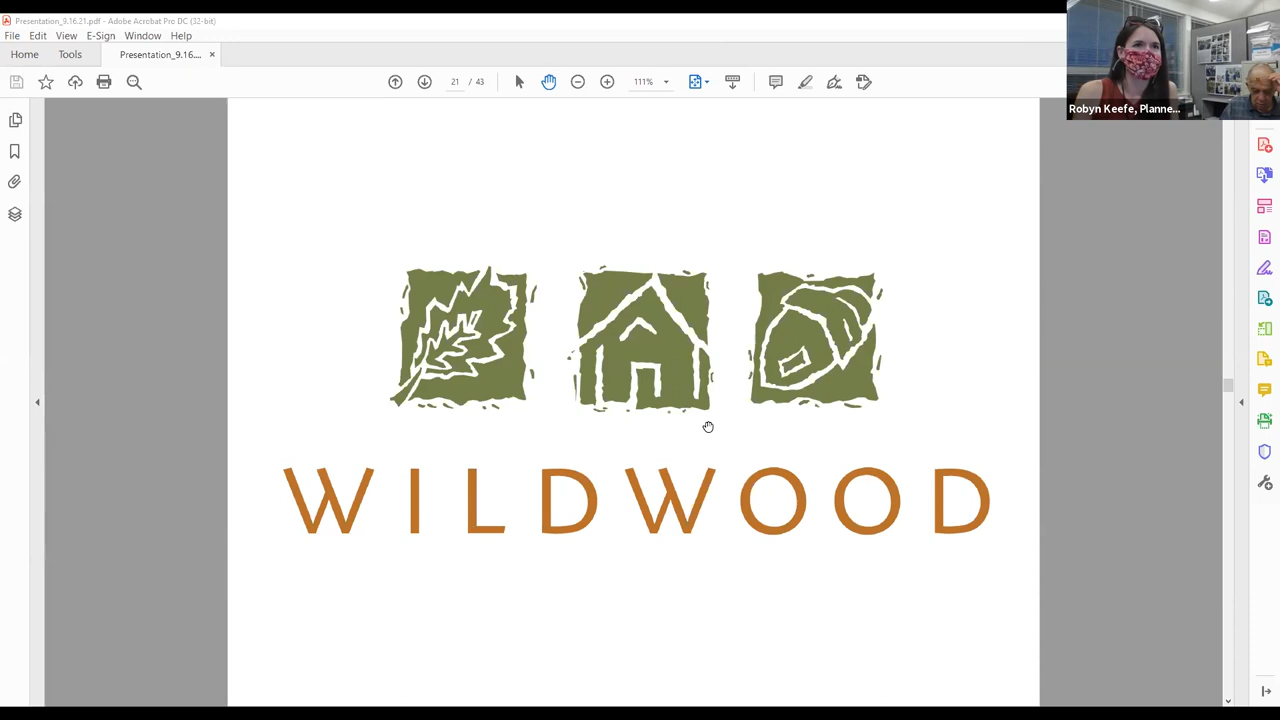 Presentation_9.16.21.pdf - Adobe Acrobat Pro DC (32-bit)
File Edit View E-Sign Window Help
Home Tools Presentation_9.16.... ×
21 / 43 111%
Robyn Keefe, Planne...
WILDWOOD